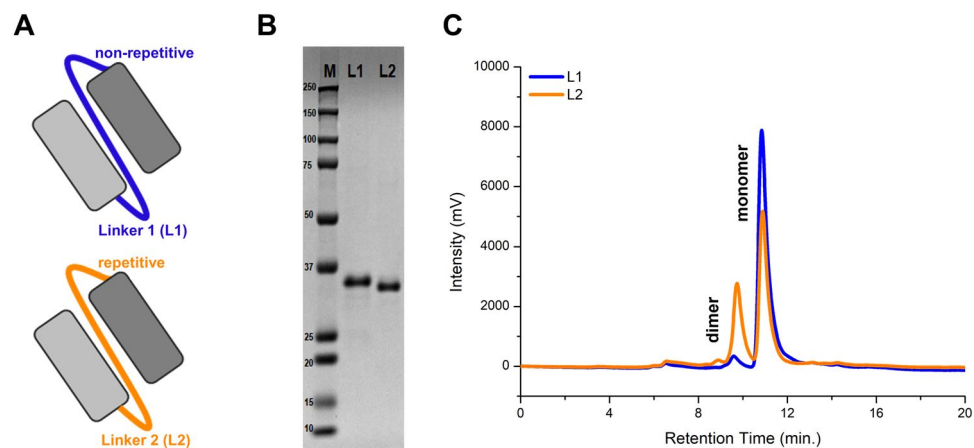 A
non-repetitive
Linker 1 (L1)
repetitive
Linker 2 (L2)
B
M L1 L2
250
150
100
75
50
37
25
20
15
10
C
L1
L2
10000
8000
6000
4000
2000
0
Intensity (mV)
dimer
monomer
0 4 8 12 16 20
Retention Time (min.)